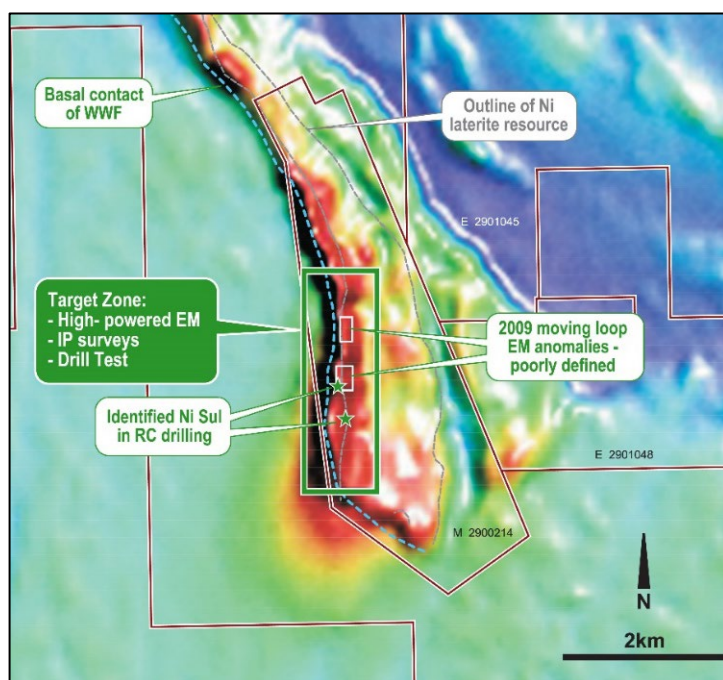 Basal contact
of WWF
Outline of Ni
laterite resource
E 2901045
Target Zone:
- High- powered EM
- IP surveys
- Drill Test
2009 moving loop
EM anomalies -
poorly defined
Identified Ni Sul
in RC drilling
E 2901048
M 2900214
N
2km